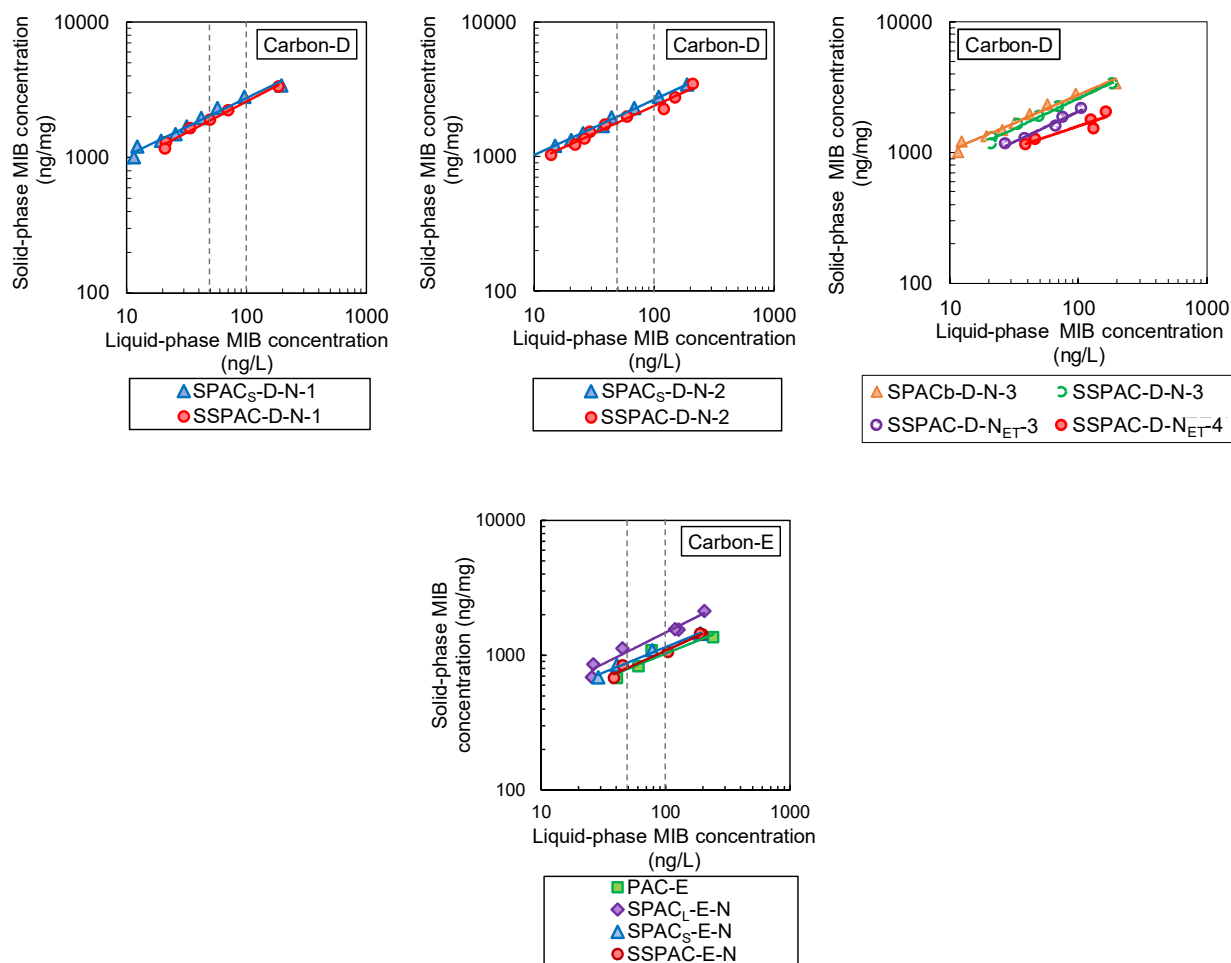 Solid-phase MIB concentration
(ng/mg)
10000
1000
100
Carbon-D
10
100
1000
Liquid-phase MIB concentration
(ng/L)
SPACS-D-N-1
SSPAC-D-N-1
Solid-phase MIB concentration
(ng/mg)
10000
1000
100
Carbon-D
10
100
1000
Liquid-phase MIB concentration
(ng/L)
SPACS-D-N-2
SSPAC-D-N-2
Solid-phase MIB concentration
(ng/mg)
10000
1000
100
Carbon-D
10
100
1000
Liquid-phase MIB concentration
(ng/L)
SPACb-D-N-3
SSPAC-D-N-3
SSPAC-D-NET-3
SSPAC-D-NET-4
Solid-phase MIB
concentration (ng/mg)
10000
1000
100
Carbon-E
10
100
1000
Liquid-phase MIB concentration
(ng/L)
PAC-E
SPACL-E-N
SPACS-E-N
SSPAC-E-N